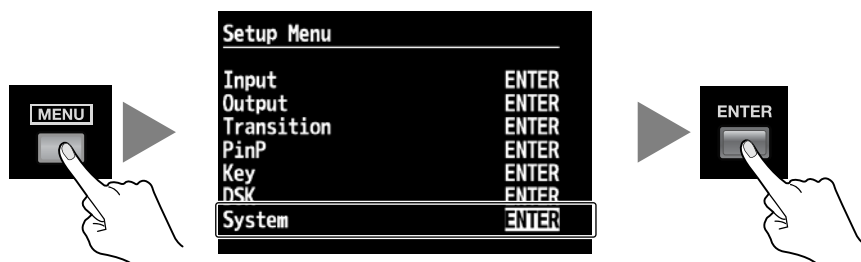 MENU
Setup Menu
Input ENTER
Output ENTER
Transition ENTER
PinP ENTER
Key ENTER
DSK ENTER
System ENTER
ENTER